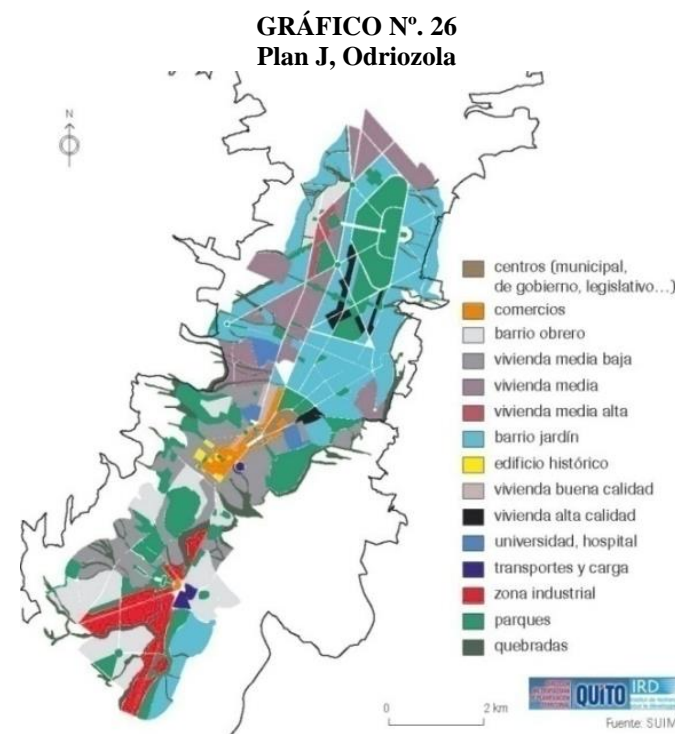 GRÁFICO Nº. 26
Plan J, Odriozola
N
centros (municipal,
de gobierno, legislativo...)
comercios
barrio obrero
vivienda media baja
vivienda media
vivienda media alta
barrio jardín
edificio histórico
vivienda buena calidad
vivienda alta calidad
universidad, hospital
transportes y carga
zona industrial
parques
quebradas
0 2 km
QUITO IRD
Fuente: SUIM